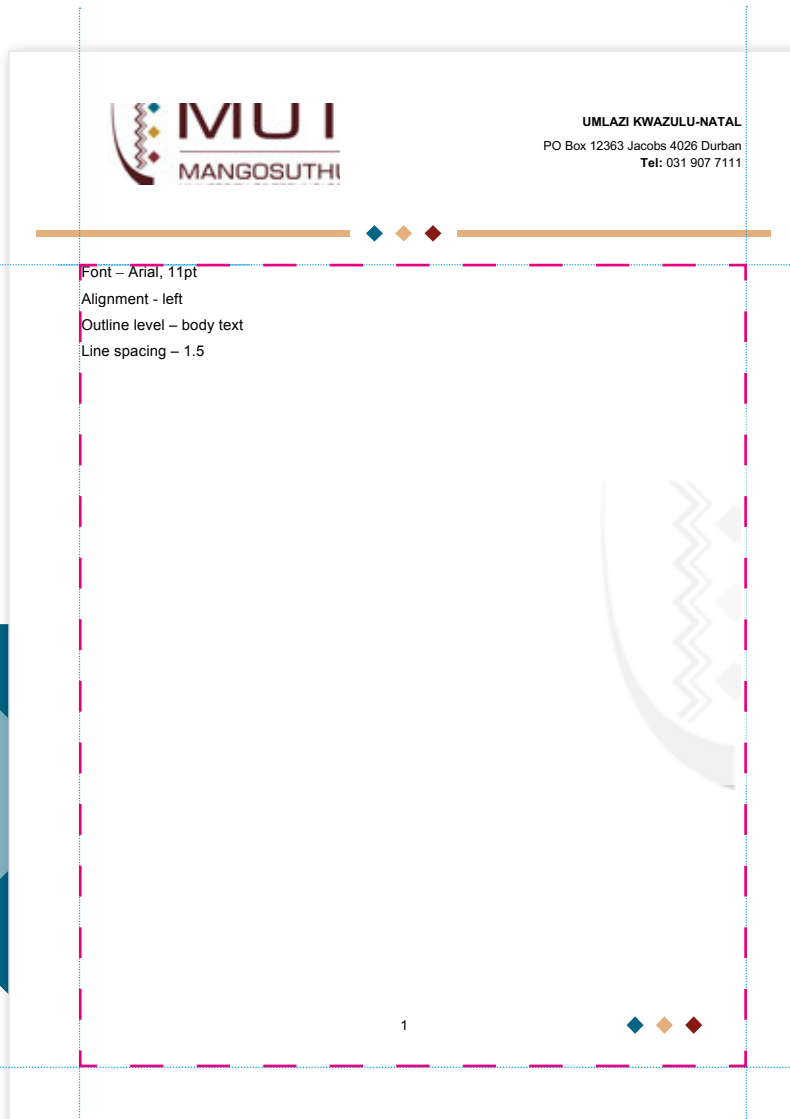 MUT
MANGOSUTHU
UMLAZI KWAZULU-NATAL
PO Box 12363 Jacobs 4026 Durban
Tel: 031 907 7111
Font – Arial, 11pt
Alignment - left
Outline level – body text
Line spacing – 1.5
1